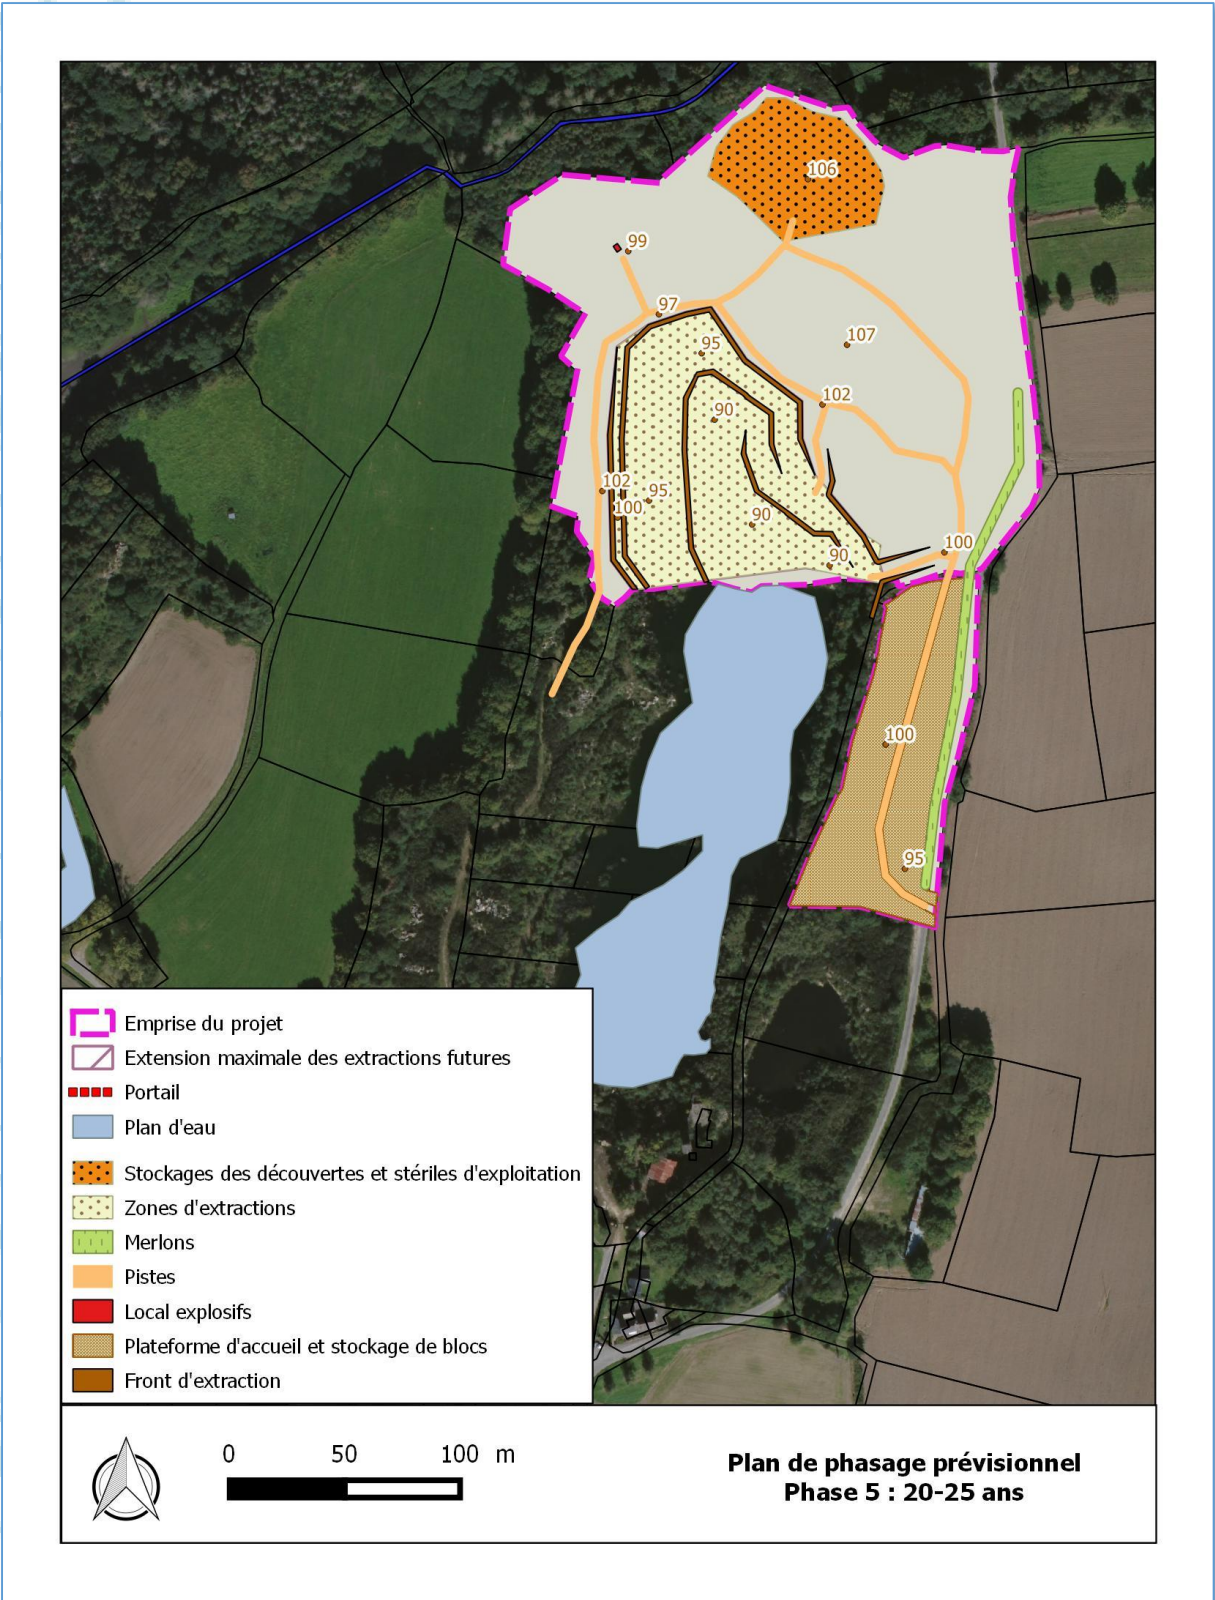 106
99
97
107
95
102
90
102
95
100
90
100
90
100
95
Emprise du projet
Extension maximale des extractions futures
Portail
Plan d'eau
Stockages des découvertes et stériles d'exploitation
Zones d'extractions
Merlons
Pistes
Local explosifs
Plateforme d'accueil et stockage de blocs
Front d'extraction
0 50 100 m
Plan de phasage prévisionnel
Phase 5 : 20-25 ans